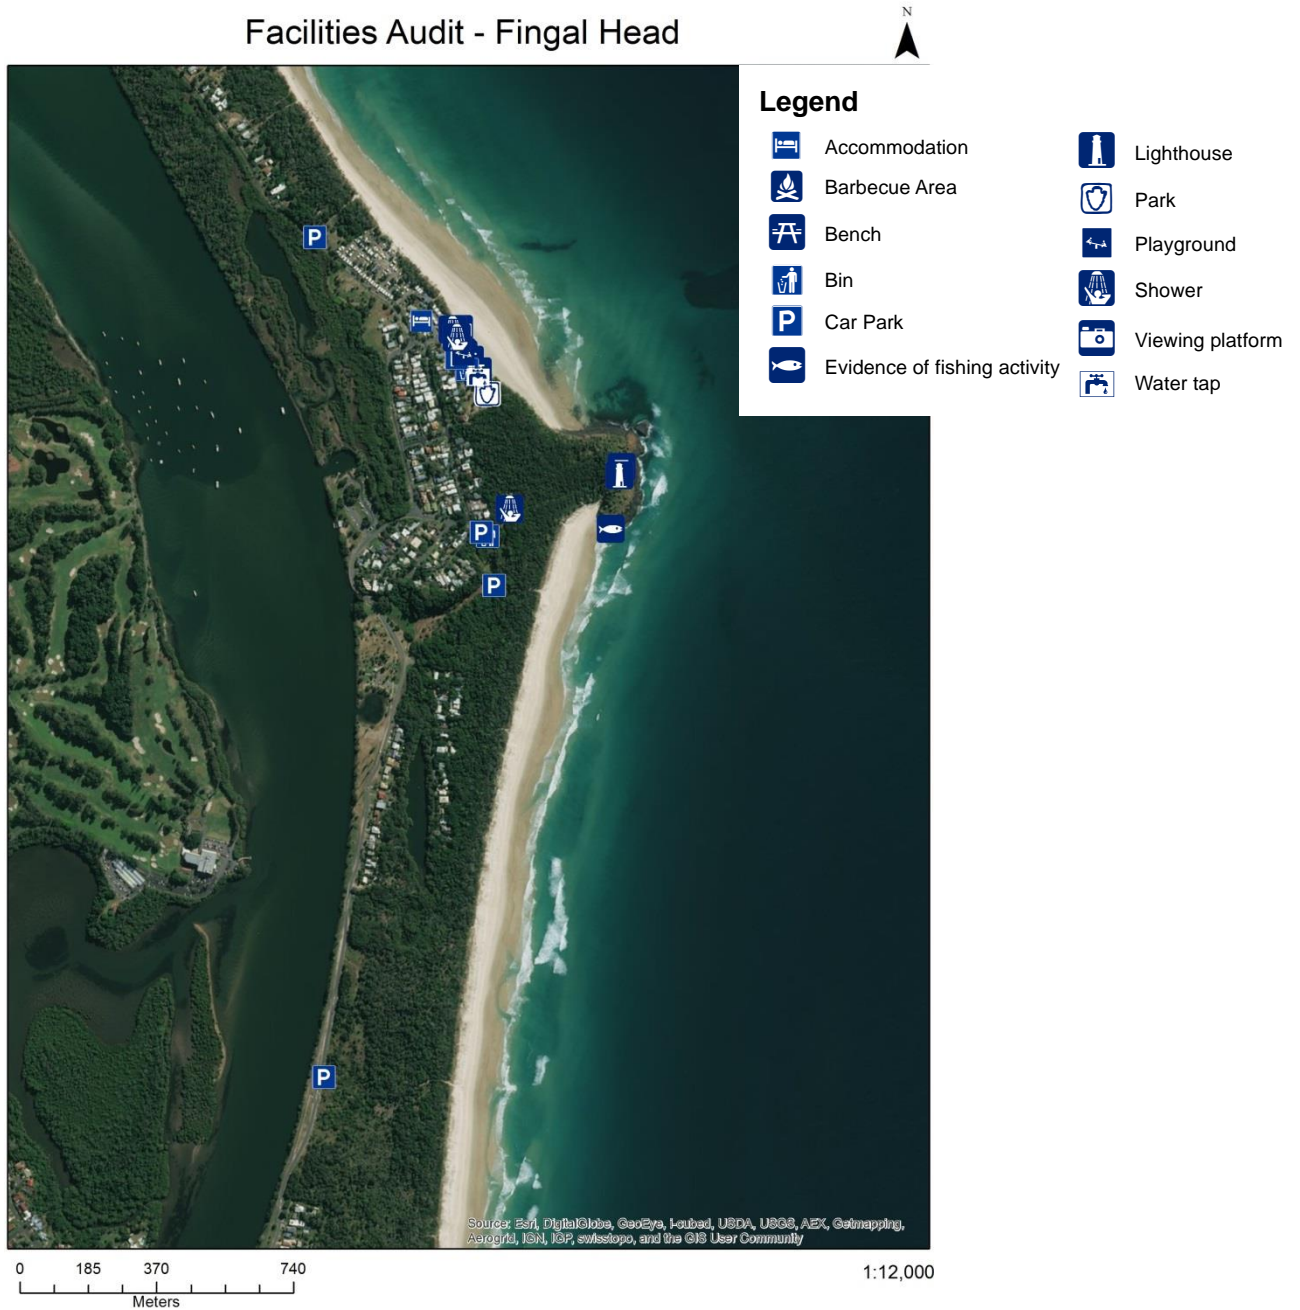 Facilities Audit - Fingal Head
N
Legend
Accommodation
Barbecue Area
Bench
Bin
P
Car Park
Evidence of fishing activity
Lighthouse
Park
Playground
Shower
Viewing platform
Water tap
P
P
P
P
Source: Esri, DigitalGlobe, GeoEye, i-cubed, USDA, USGS, AEX, Getmapping,
Aerogrid, IGN, IGP, swisstopo, and the GIS User Community
0 185 370 740
Meters
1:12,000